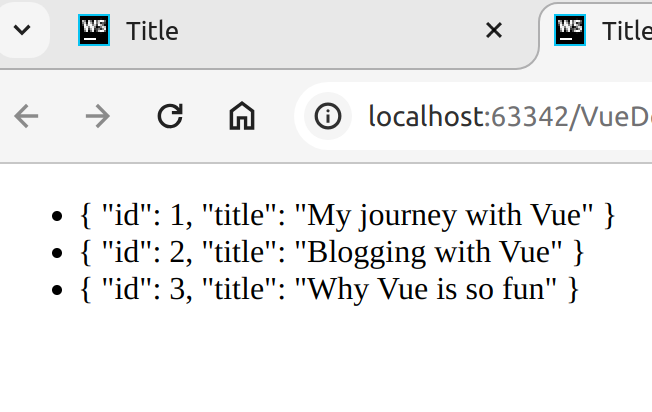 WS Title WS Title
localhost:63342/VueD
{ "id": 1, "title": "My journey with Vue" }
{ "id": 2, "title": "Blogging with Vue" }
{ "id": 3, "title": "Why Vue is so fun" }